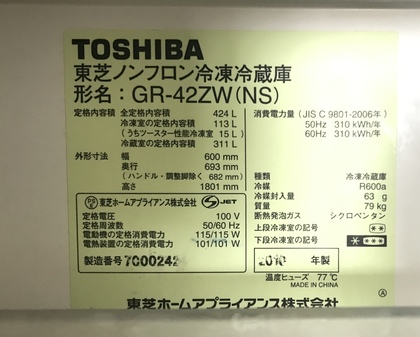 TOSHIBA
東芝ノンフロン冷凍冷蔵庫
形名：GR-42ZW(NS)
定格内容積 全定格内容積 424 L
冷凍室の定格内容積 113 L
（うちツースター性能冷凍室 15 L）
冷蔵室の定格内容積 311 L
外形寸法 幅 600 mm
奥行 693 mm
（ハンドル・調整脚除く 682 mm）
高さ 1801 mm
消費電力量（JIS C 9801-2006年）
50Hz 310 kWh/年
60Hz 310 kWh/年
種類 冷凍冷蔵庫
冷媒 R600a
冷媒封入量 63 g
質量 79 kg
断熱発泡ガス シクロペンタン
上段冷凍室の記号 **
下段冷凍室の記号 * ***
PS E 東芝ホームアプライアンス株式会社 S JET
定格電圧 100 V
定格周波数 50/60 Hz
電動機の定格消費電力 115/115 W
電熱装置の定格消費電力 101/101 W
製造番号 7000242
年製
温度ヒューズ 77℃
MADE IN CHINA
東芝ホームアプライアンス株式会社
Ⓐ